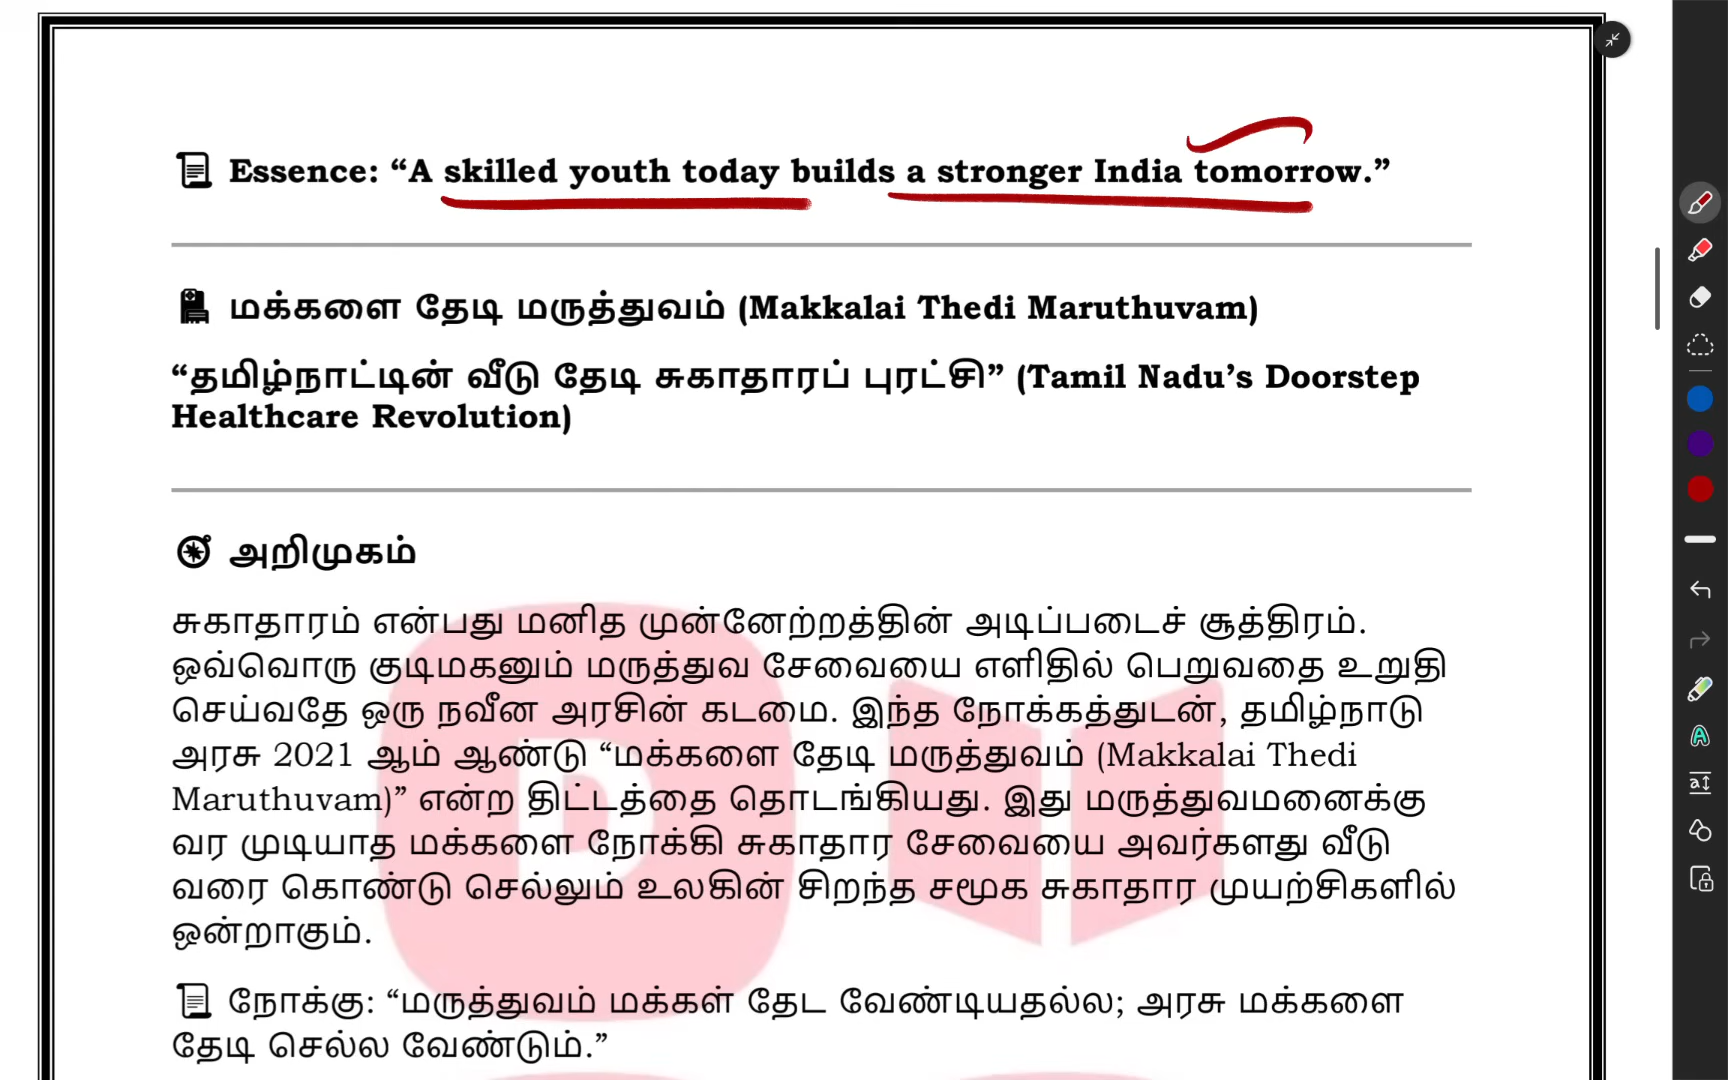 Essence: “A skilled youth today builds a stronger India tomorrow.”
மக்களை தேடி மருத்துவம் (Makkalai Thedi Maruthuvam)
“தமிழ்நாட்டின் வீடு தேடி சுகாதாரப் புரட்சி” (Tamil Nadu’s Doorstep
Healthcare Revolution)
அறிமுகம்
சுகாதாரம் என்பது மனித முன்னேற்றத்தின் அடிப்படைச் சூத்திரம்.
ஒவ்வொரு குடிமகனும் மருத்துவ சேவையை எளிதில் பெறுவதை உறுதி
செய்வதே ஒரு நவீன அரசின் கடமை. இந்த நோக்கத்துடன், தமிழ்நாடு
அரசு 2021 ஆம் ஆண்டு “மக்களை தேடி மருத்துவம் (Makkalai Thedi
Maruthuvam)” என்ற திட்டத்தை தொடங்கியது. இது மருத்துவமனைக்கு
வர முடியாத மக்களை நோக்கி சுகாதார சேவையை அவர்களது வீடு
வரை கொண்டு செல்லும் உலகின் சிறந்த சமூக சுகாதார முயற்சிகளில்
ஒன்றாகும்.
நோக்கு: “மருத்துவம் மக்கள் தேட வேண்டியதல்ல; அரசு மக்களை
தேடி செல்ல வேண்டும்.”